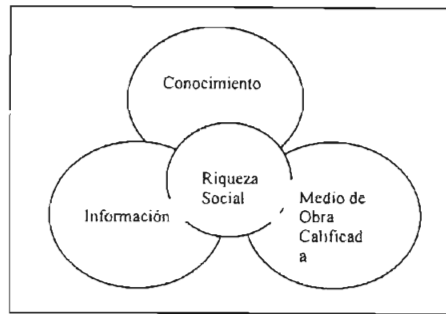 Conocimiento
Riqueza
Social
Información
Medio de
Obra
Calificad
a